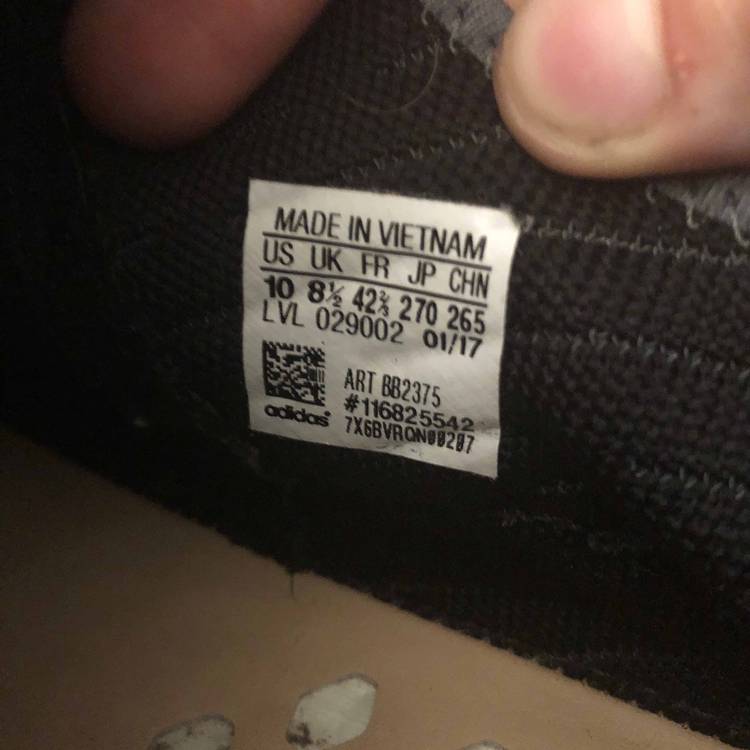 MADE IN VIETNAM
US UK FR JP CHN
10 8½ 42⅔ 270 265
LVL 029002 01/17
ART BB2375
#116825542
adidas
7X6BVRQN00207